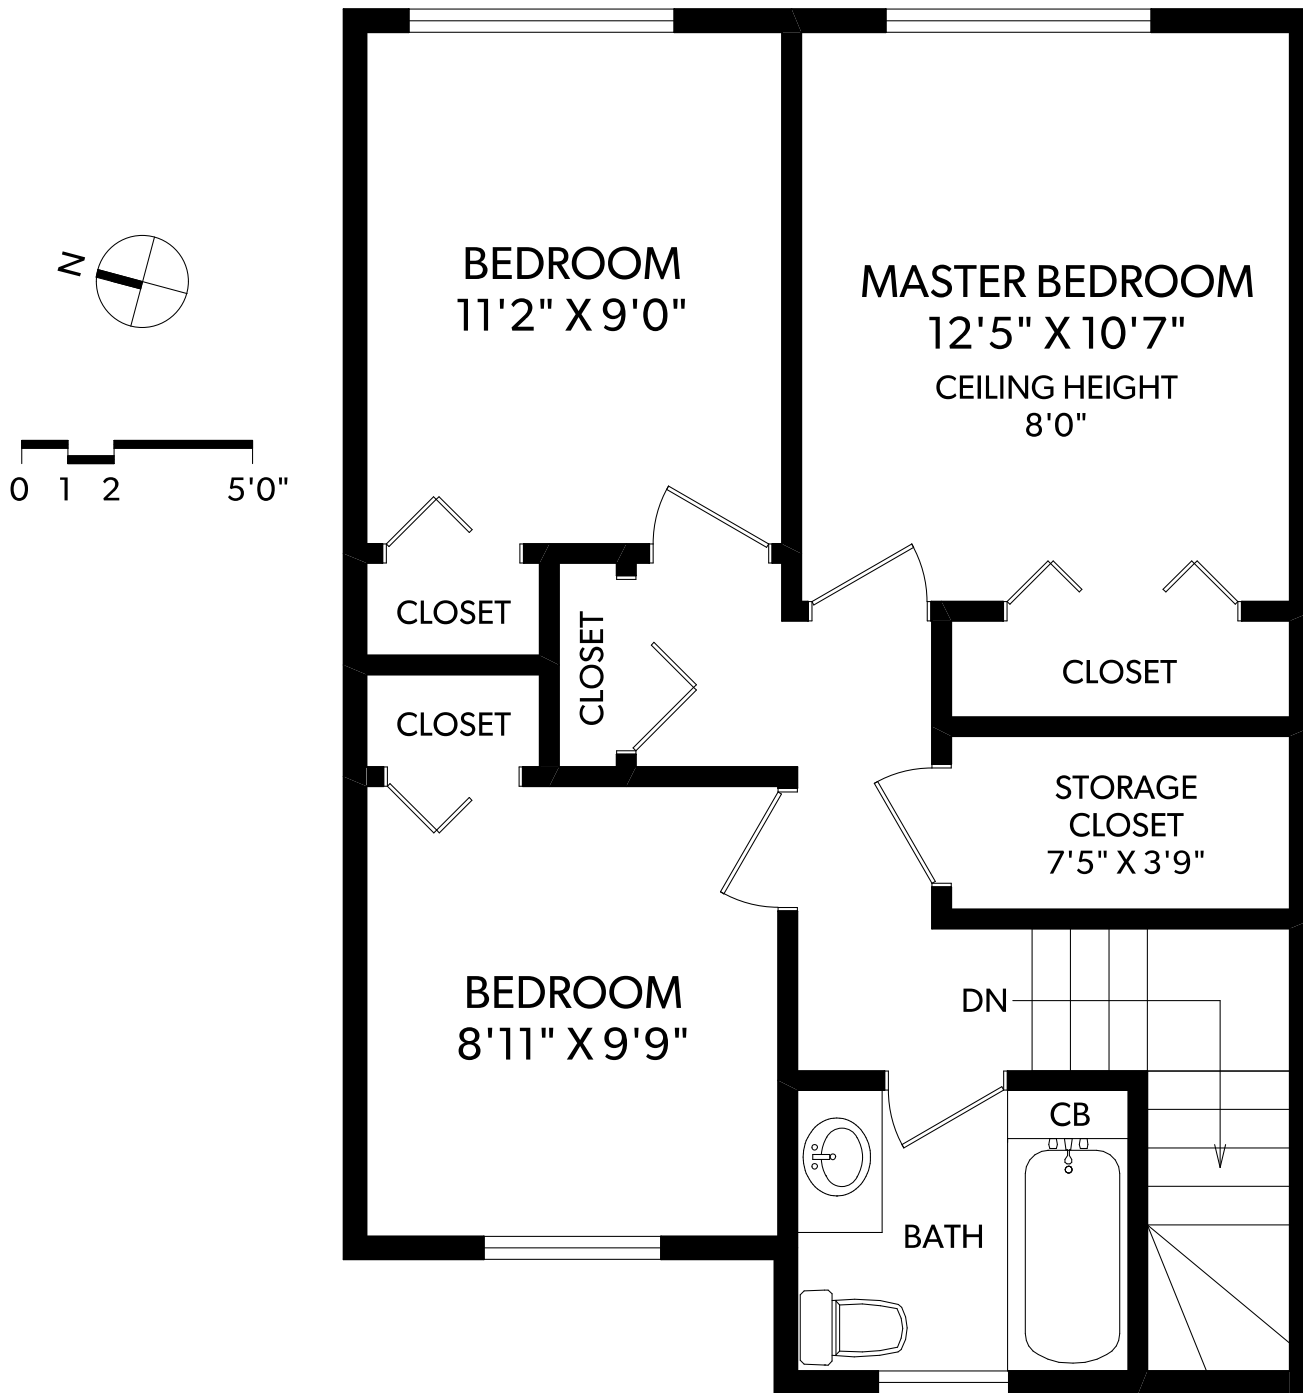 BEDROOM
11'2" X 9'0"
MASTER BEDROOM
12'5" X 10'7"
CEILING HEIGHT
8'0"
N
0 1 2 5'0"
CLOSET
CLOSET
CLOSET
CLOSET
STORAGE
CLOSET
7'5" X 3'9"
BEDROOM
8'11" X 9'9"
DN
CB
BATH